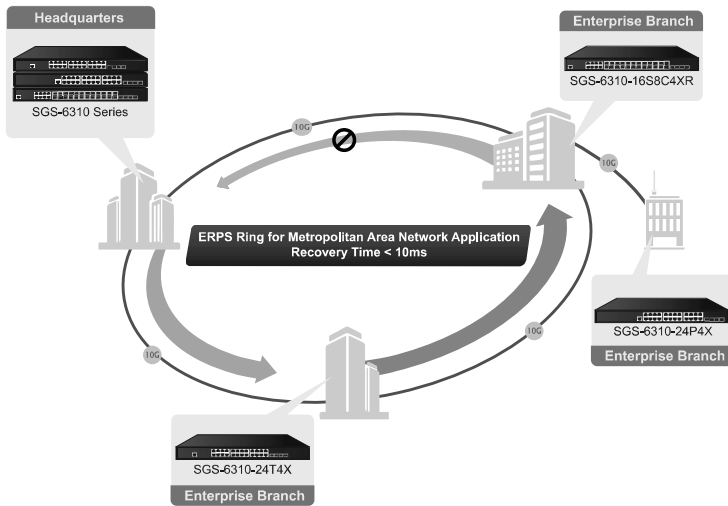 Headquarters
SGS-6310 Series
Enterprise Branch
SGS-6310-16S8C4XR
10G
10G
ERPS Ring for Metropolitan Area Network Application
Recovery Time < 10ms
SGS-6310-24P4X
Enterprise Branch
10G
10G
SGS-6310-24T4X
Enterprise Branch